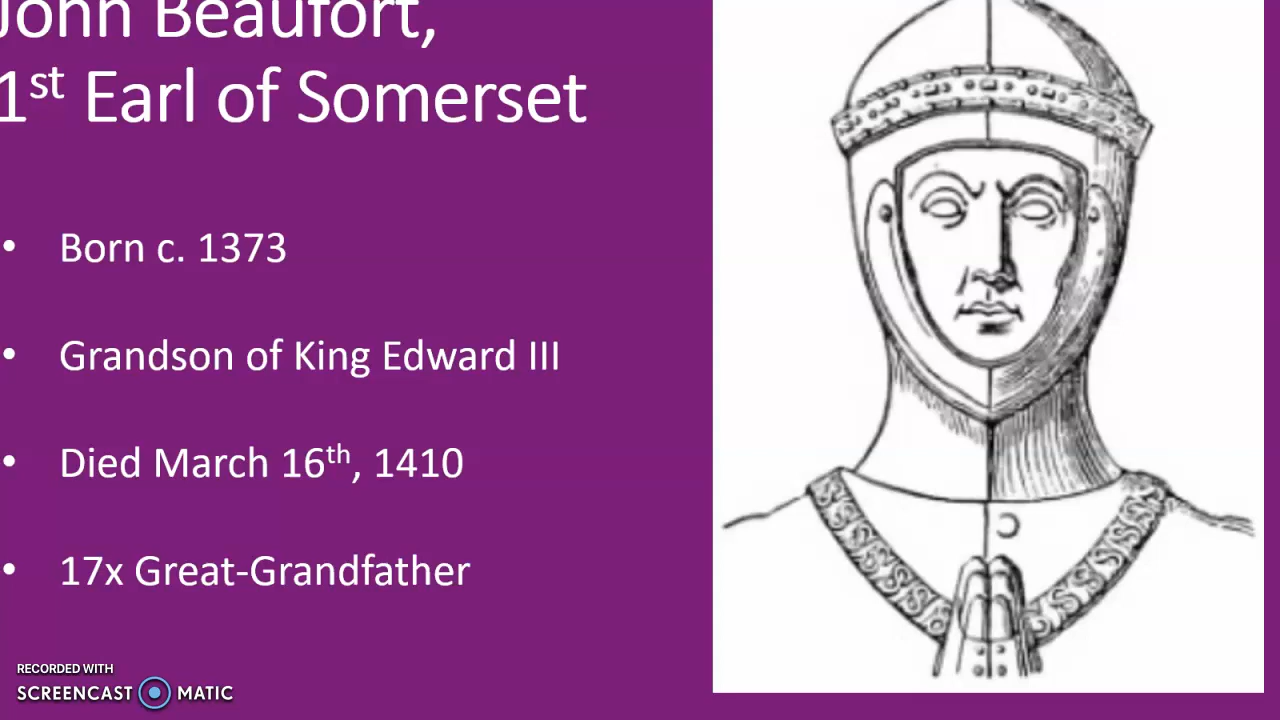 John Beaufort,
1st Earl of Somerset
• Born c. 1373
• Grandson of King Edward III
• Died March 16th, 1410
• 17x Great-Grandfather
RECORDED WITH
SCREENCAST MATIC